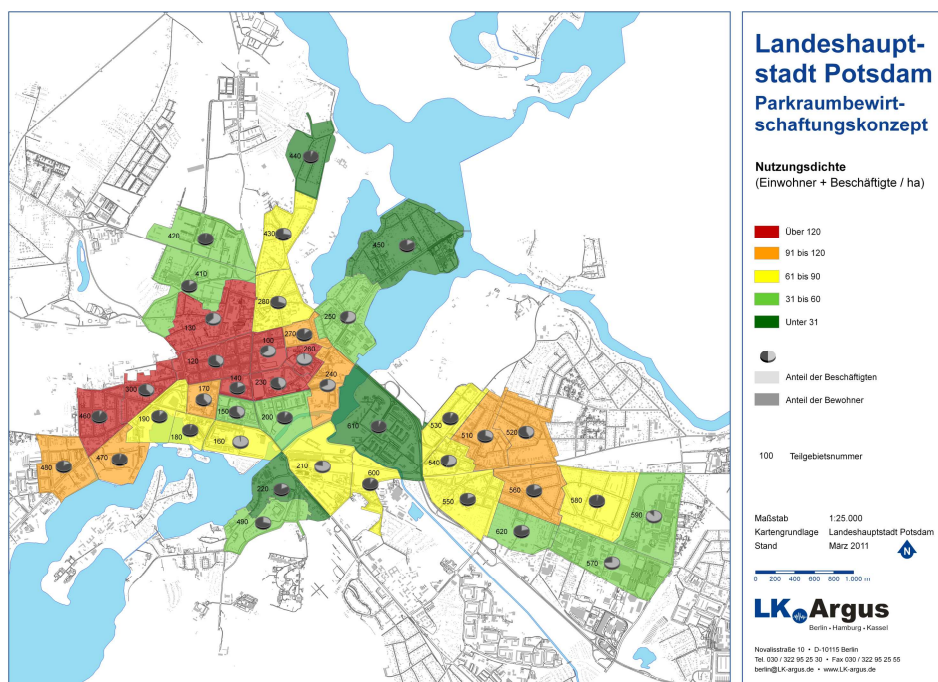 Landeshaupt-
stadt Potsdam
Parkraumbewirt-
schaftungskonzept
Nutzungsdichte
(Einwohner + Beschäftigte / ha)
Über 120
91 bis 120
61 bis 90
31 bis 60
Unter 31
Anteil der Beschäftigten
Anteil der Bewohner
100 Teilgebietsnummer
Maßstab 1:25.000
Kartengrundlage Landeshauptstadt Potsdam
Stand März 2011
N
0 200 400 600 800 1.000 m
LK Argus
Berlin - Hamburg - Kassel
Novalisstraße 10 • D-10115 Berlin
Tel. 030 / 322 95 25 30 • Fax 030 / 322 95 25 55
berlin@LK-argus.de • www.LK-argus.de
440
420
430
450
410
280
250
130
270
100
260
120
240
140
230
300
170
150
200
460
190
180
160
610
530
510
520
480
470
210
540
600
560
220
550
580
590
490
620
570